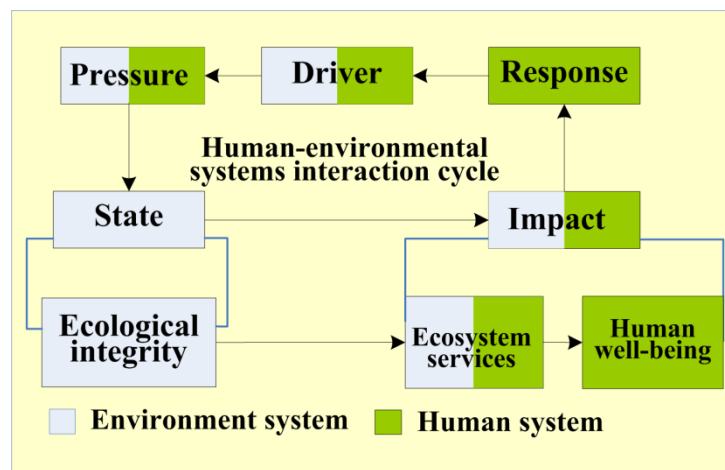 Pressure
Driver
Response
Human-environmental
systems interaction cycle
State
Impact
Ecological
integrity
Ecosystem
services
Human
well-being
Environment system
Human system